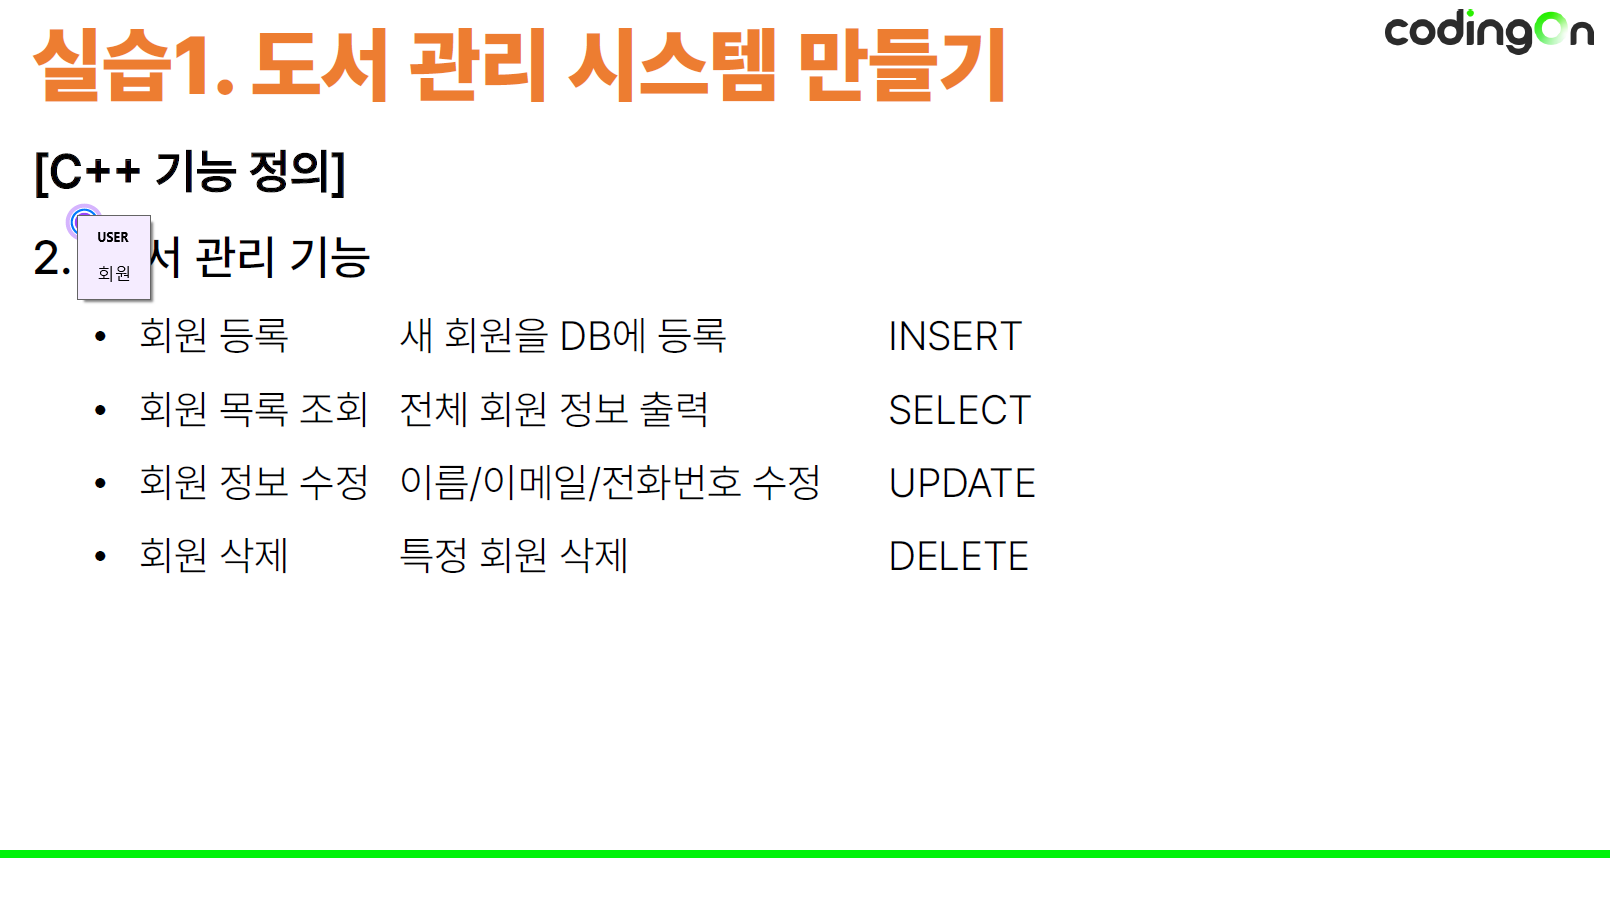 실습1. 도서 관리 시스템 만들기
codingOn
[C++ 기능 정의]
2. 서 관리 기능
USER
회원
• 회원 등록 새 회원을 DB에 등록 INSERT
• 회원 목록 조회 전체 회원 정보 출력 SELECT
• 회원 정보 수정 이름/이메일/전화번호 수정 UPDATE
• 회원 삭제 특정 회원 삭제 DELETE